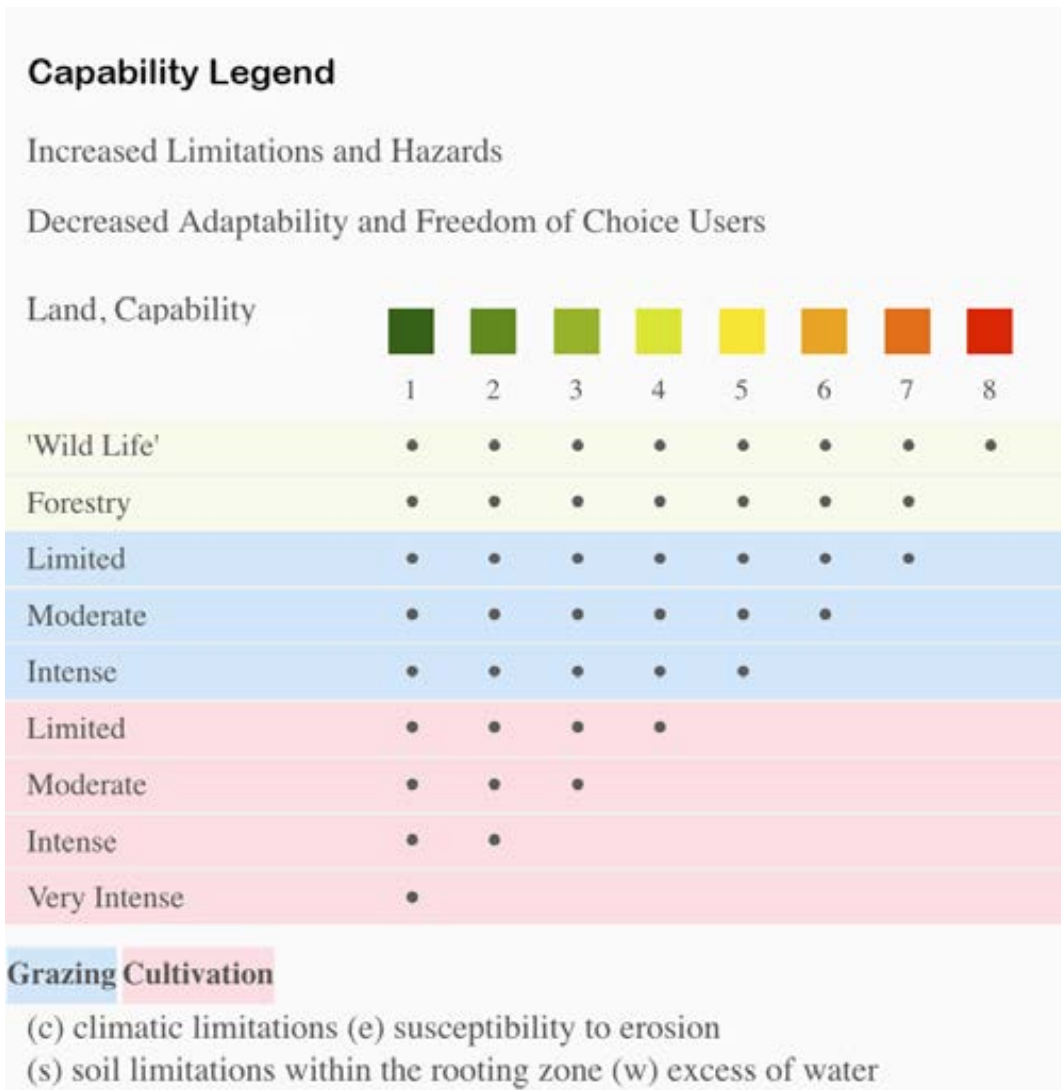 Capability Legend
Increased Limitations and Hazards
Decreased Adaptability and Freedom of Choice Users
Land, Capability
1 2 3 4 5 6 7 8
'Wild Life'
Forestry
Limited
Moderate
Intense
Limited
Moderate
Intense
Very Intense
Grazing Cultivation
(c) climatic limitations (e) susceptibility to erosion
(s) soil limitations within the rooting zone (w) excess of water